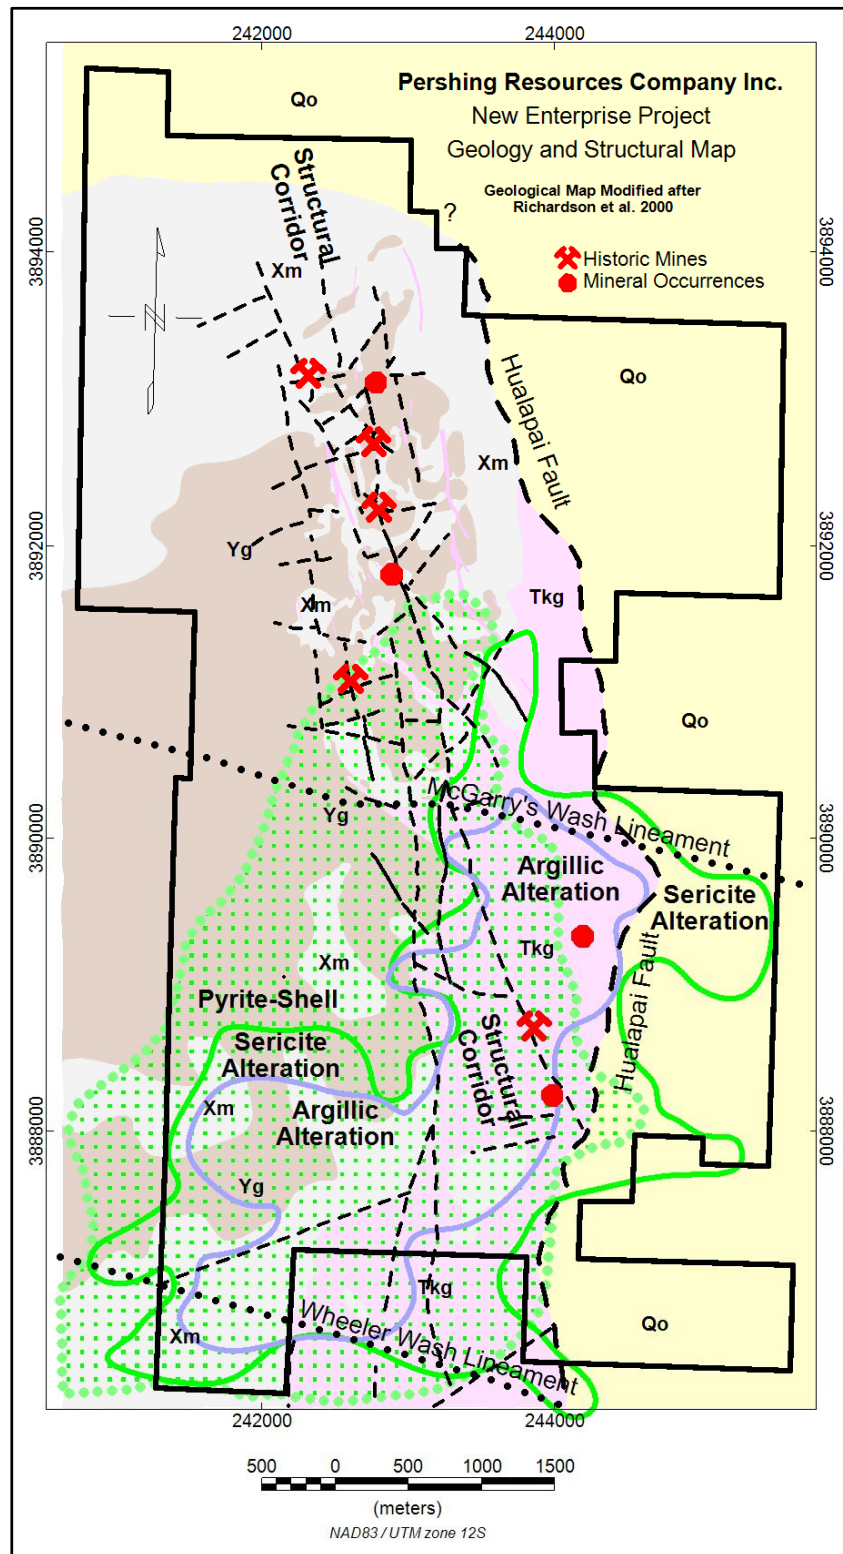 242000
244000
Pershing Resources Company Inc.
New Enterprise Project
Geology and Structural Map
Geological Map Modified after
Richardson et al. 2000
Historic Mines
Mineral Occurrences
Qo
Structural
Corridor
?
3894000
3894000
Xm
N
Hualapai Fault
Qo
Xm
3892000
3892000
Yg
Xm
Tkg
Qo
McGarry's Wash Lineament
Yg
3890000
3890000
Argillic
Alteration
Sericite
Alteration
Tkg
Xm
Hualapai Fault
Pyrite-Shell
Structural
Corridor
Sericite
Alteration
Xm
Argillic
Alteration
3888000
3888000
Yg
Tkg
Wheeler Wash Lineament
Xm
Qo
242000
244000
500
0
500
1000
1500
(meters)
NAD83 / UTM zone 12S